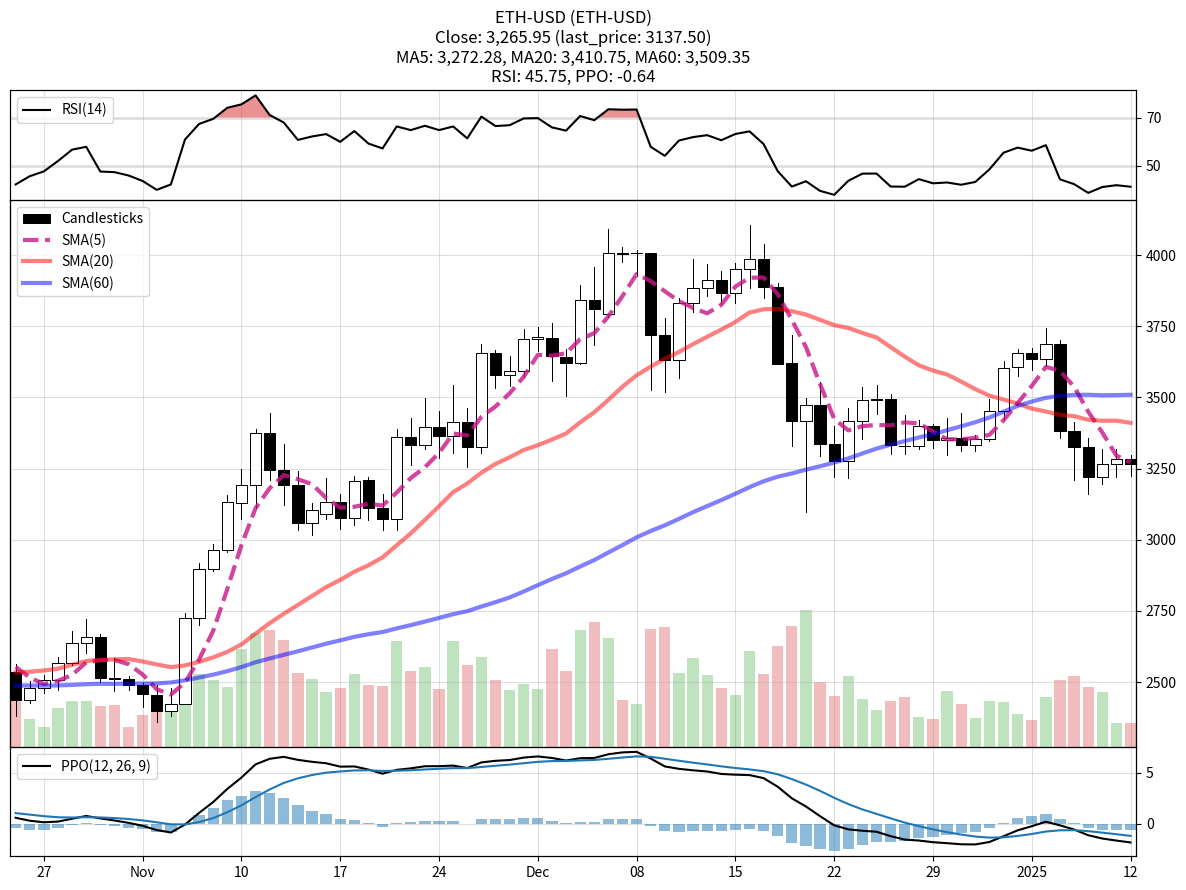 ETH-USD (ETH-USD)
Close: 3,265.95 (last_price: 3137.50)
MA5: 3,272.28, MA20: 3,410.75, MA60: 3,509.35
RSI: 45.75, PPO: -0.64
RSI(14)
70
50
Candlesticks
SMA(5)
SMA(20)
SMA(60)
4000
3750
3500
3250
3000
2750
2500
PPO(12, 26, 9)
5
0
27 Nov 10 17 24 Dec 08 15 22 29 2025 12